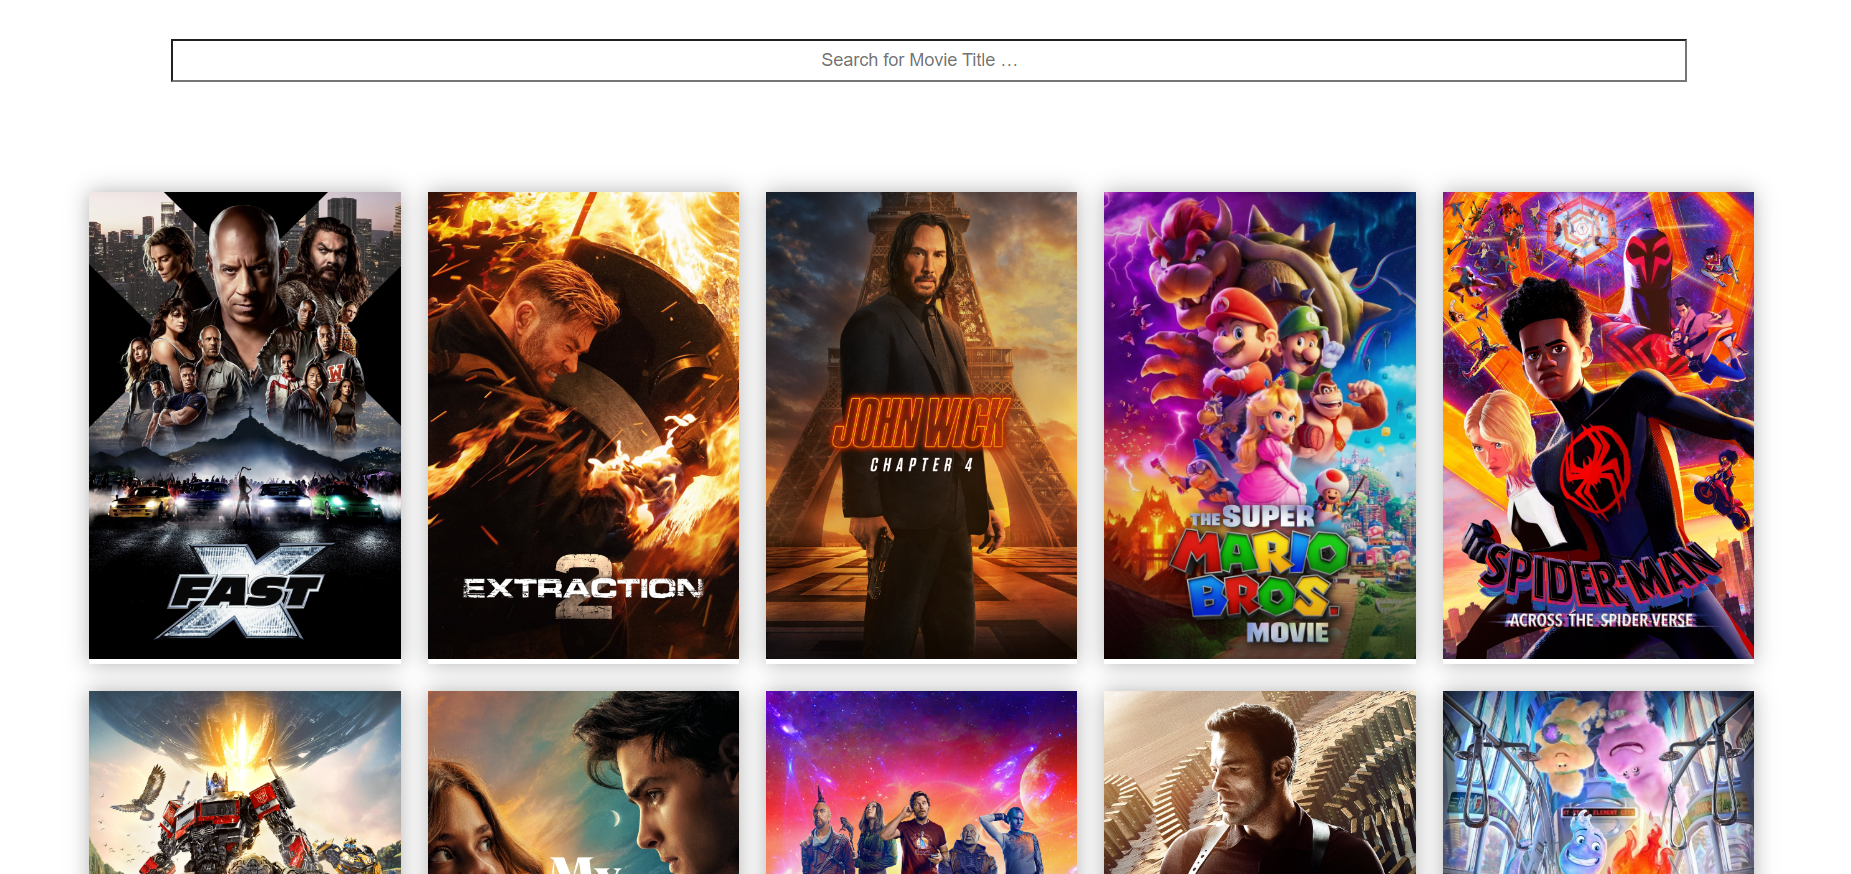 Search for Movie Title …
FAST X
2
EXTRACTION
JOHN WICK
CHAPTER 4
THE SUPER
MARIO
BROS.
MOVIE
SPIDER-MAN
ACROSS THE SPIDER-VERSE
My